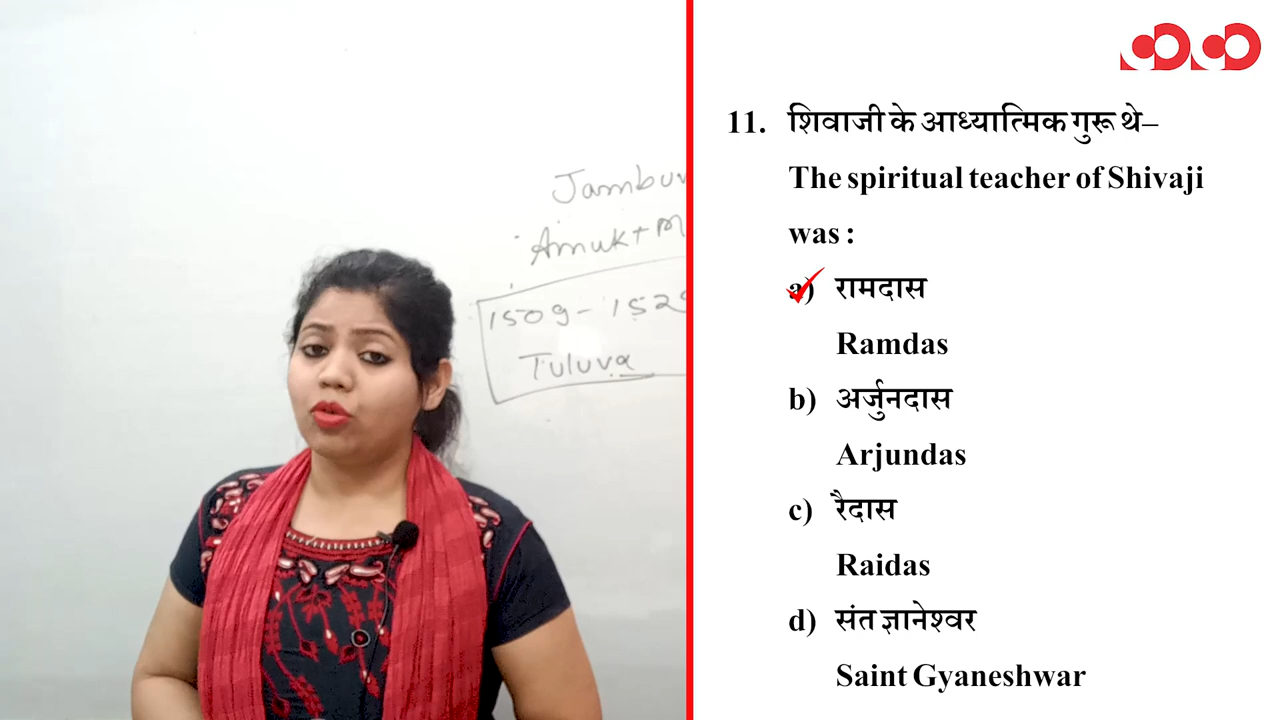 Amukt
1509-152
Tuluva
11. शिवाजी के आध्यात्मिक गुरू थे–
The spiritual teacher of Shivaji
was :
a) रामदास
Ramdas
b) अर्जुनदास
Arjundas
c) रैदास
Raidas
d) संत ज्ञानेश्वर
Saint Gyaneshwar